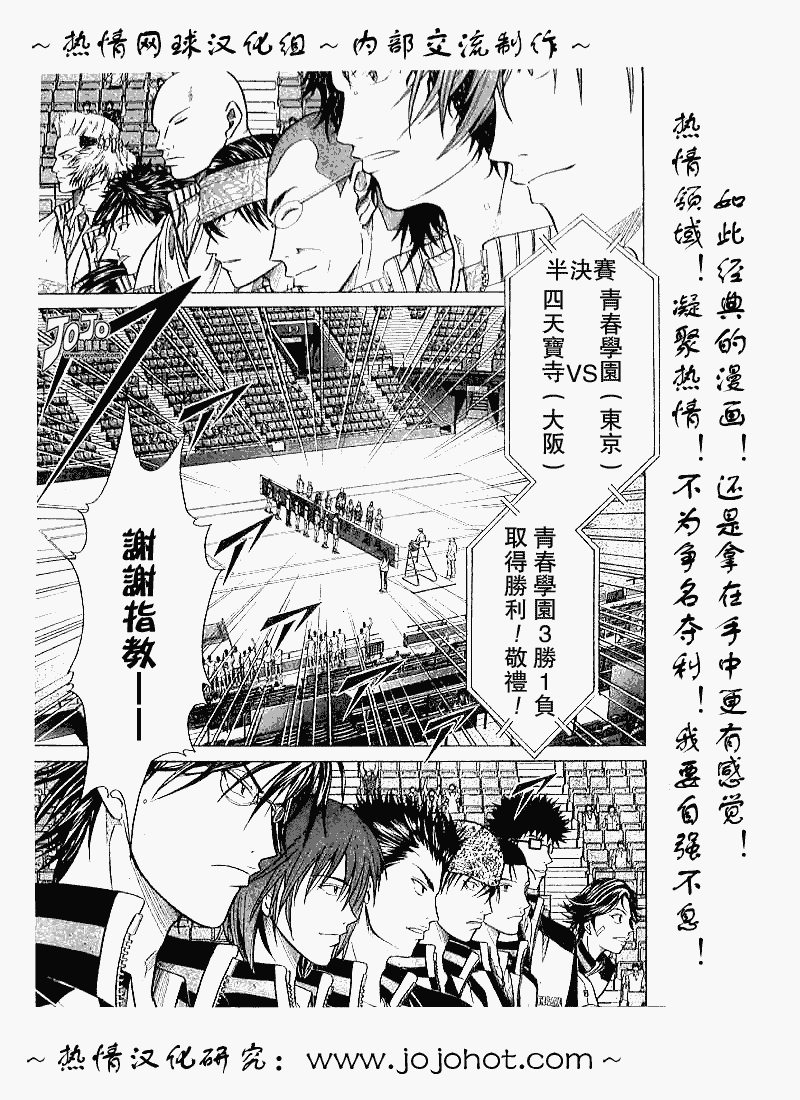 ～热情网球汉化组～内部交流制作～
如此经典的漫画！还是拿在手中更有感觉！
热情领域！凝聚热情！不为争名夺利！我要自强不息！
半決賽
青春學園（東京）
VS
四天寶寺（大阪）
青春學園3勝1負
取得勝利！敬禮！
JOJO
www.jojohot.com
謝謝指教——
～热情汉化研究：www.jojohot.com～